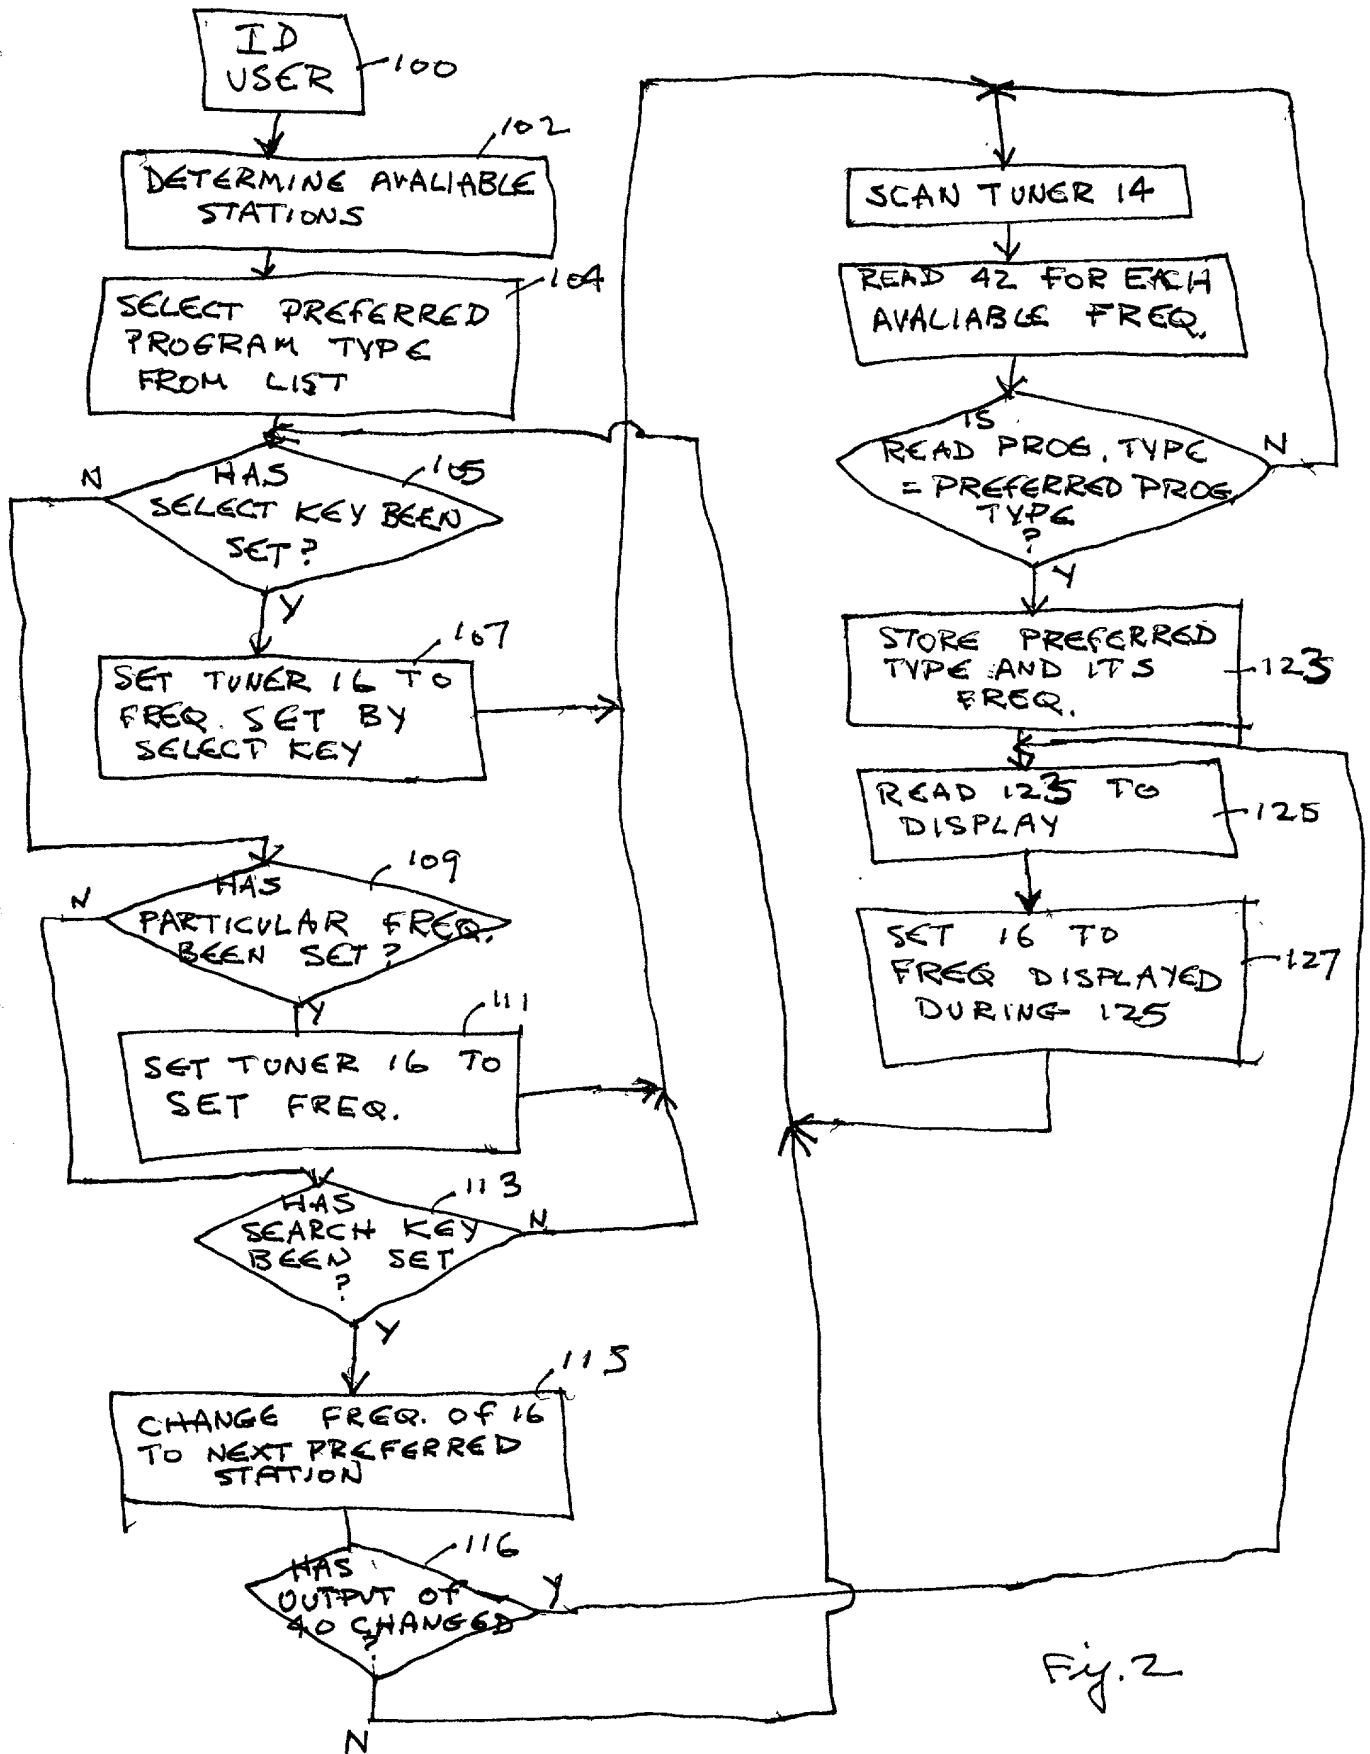 ID
USER
100
102
DETERMINE AVALIABLE
STATIONS
104
SELECT PREFERRED
PROGRAM TYPE
FROM LIST
N
105
HAS
SELECT KEY BEEN
SET?
Y
107
SET TUNER 16 TO
FREQ. SET BY
SELECT KEY
109
N
HAS
PARTICULAR FREQ.
BEEN SET?
Y
111
SET TUNER 16 TO
SET FREQ.
113
HAS
SEARCH KEY
BEEN SET
?
N
Y
115
CHANGE FREQ. OF 16
TO NEXT PREFERRED
STATION
116
HAS
OUTPUT OF
40 CHANGED
?
Y
N
SCAN TUNER 14
READ 42 FOR EACH
AVALIABLE FREQ.
IS
READ PROG. TYPE
= PREFERRED PROG.
TYPE
?
N
Y
STORE PREFERRED
TYPE AND ITS
FREQ.
123
READ 123 TO
DISPLAY
125
SET 16 TO
FREQ DISPLAYED
DURING 125
127
Fig. 2